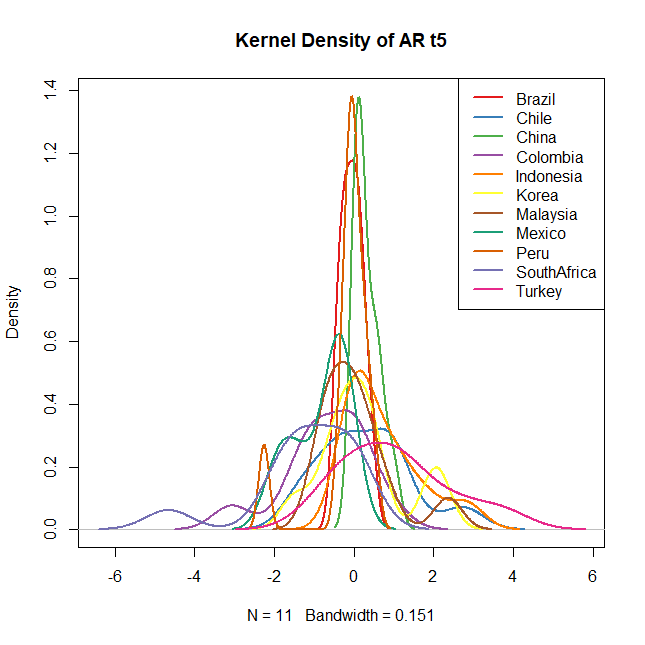 Kernel Density of AR t5
Brazil
Chile
China
Colombia
Indonesia
Korea
Malaysia
Mexico
Peru
SouthAfrica
Turkey
Density
1.4
1.2
1.0
0.8
0.6
0.4
0.2
0.0
-6 -4 -2 0 2 4 6
N = 11 Bandwidth = 0.151